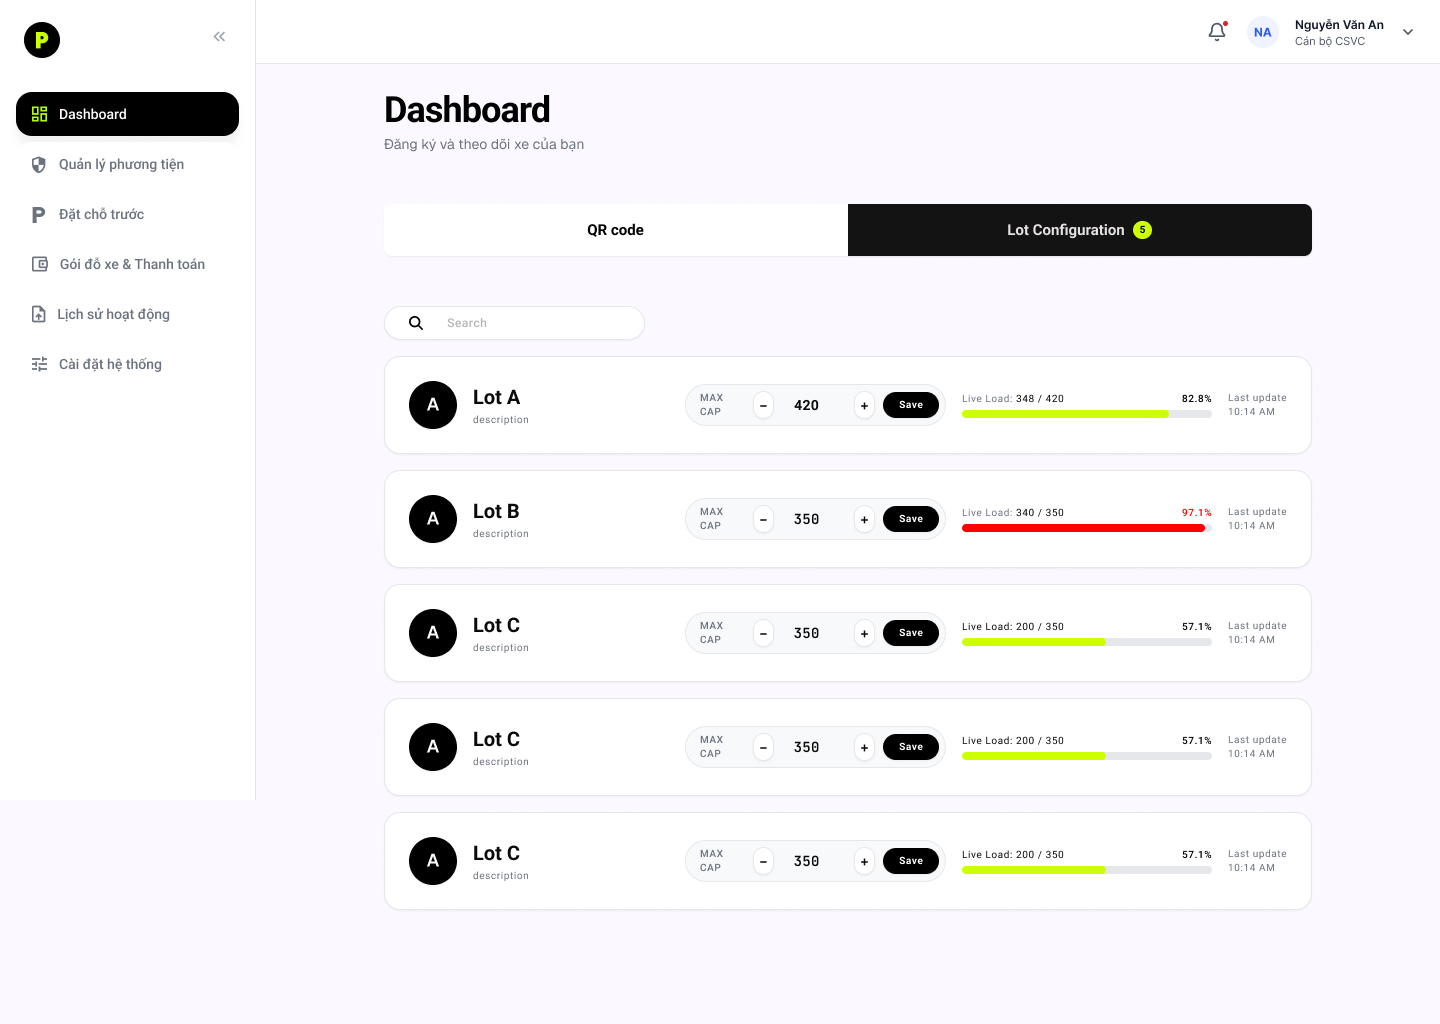 P
NA
Nguyễn Văn An
Cán bộ CSVC
Dashboard
Quản lý phương tiện
Đặt chỗ trước
Gói đỗ xe & Thanh toán
Lịch sử hoạt động
Cài đặt hệ thống
Dashboard
Đăng ký và theo dõi xe của bạn
QR code
Lot Configuration 5
Search
A
Lot A
description
MAX CAP
− 420 + Save
Live Load: 348 / 420 82.8%
Last update
10:14 AM
A
Lot B
description
MAX CAP
− 350 + Save
Live Load: 340 / 350 97.1%
Last update
10:14 AM
A
Lot C
description
MAX CAP
− 350 + Save
Live Load: 200 / 350 57.1%
Last update
10:14 AM
A
Lot C
description
MAX CAP
− 350 + Save
Live Load: 200 / 350 57.1%
Last update
10:14 AM
A
Lot C
description
MAX CAP
− 350 + Save
Live Load: 200 / 350 57.1%
Last update
10:14 AM